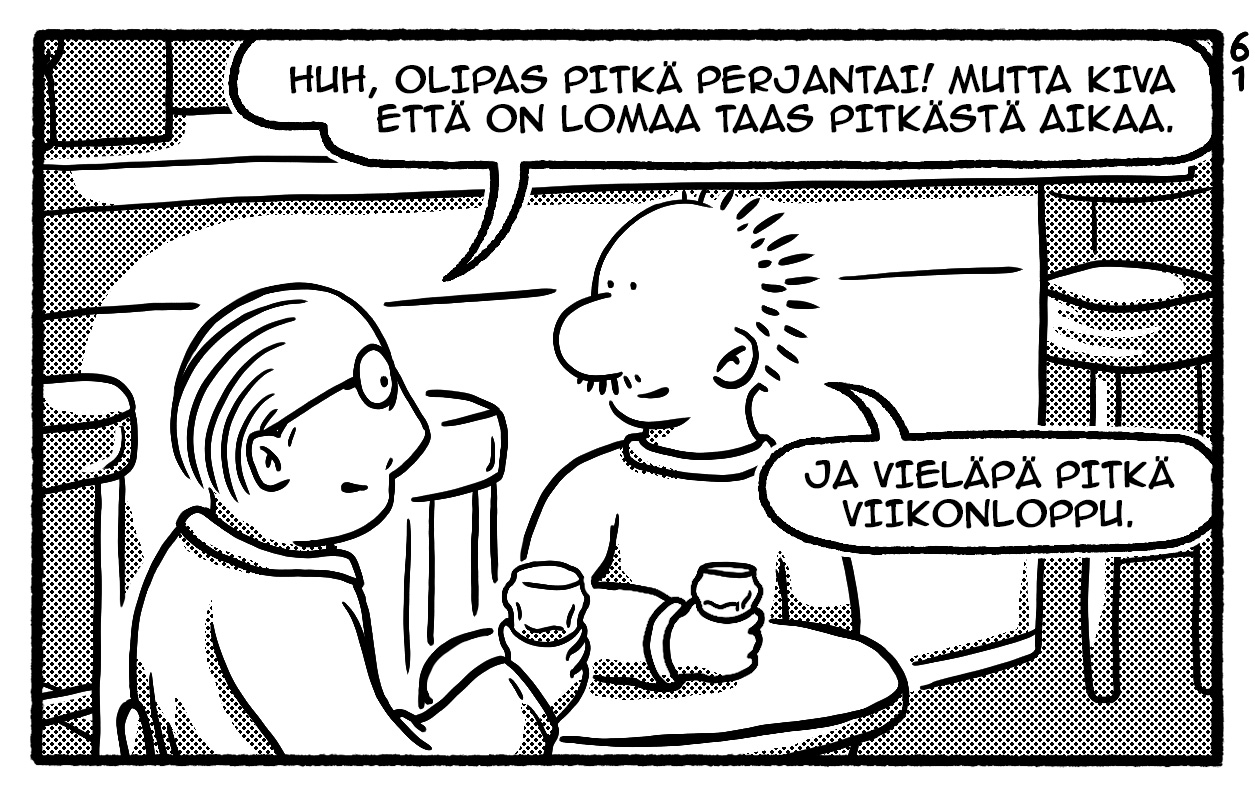 HUH, OLIPAS PITKÄ PERJANTAI! MUTTA KIVA
ETTÄ ON LOMAA TAAS PITKÄSTÄ AIKAA.
JA VIELÄPÄ PITKÄ
VIIKONLOPPU.
6
1